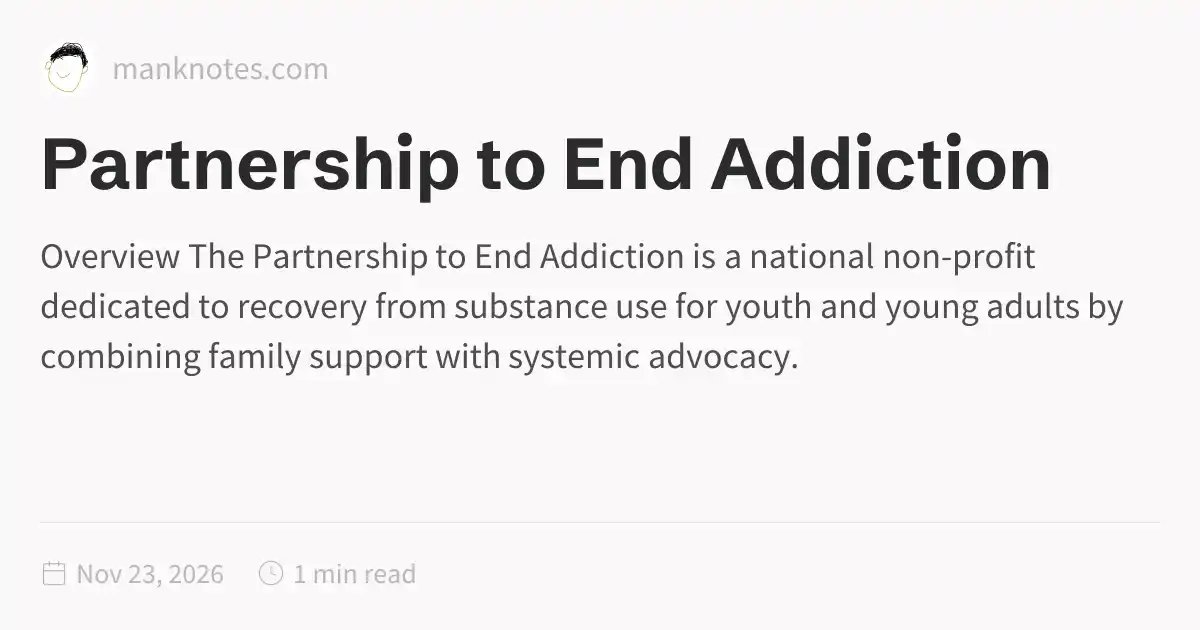 manknotes.com
Partnership to End Addiction
Overview The Partnership to End Addiction is a national non-profit
dedicated to recovery from substance use for youth and young adults by
combining family support with systemic advocacy.
Nov 23, 2026 1 min read